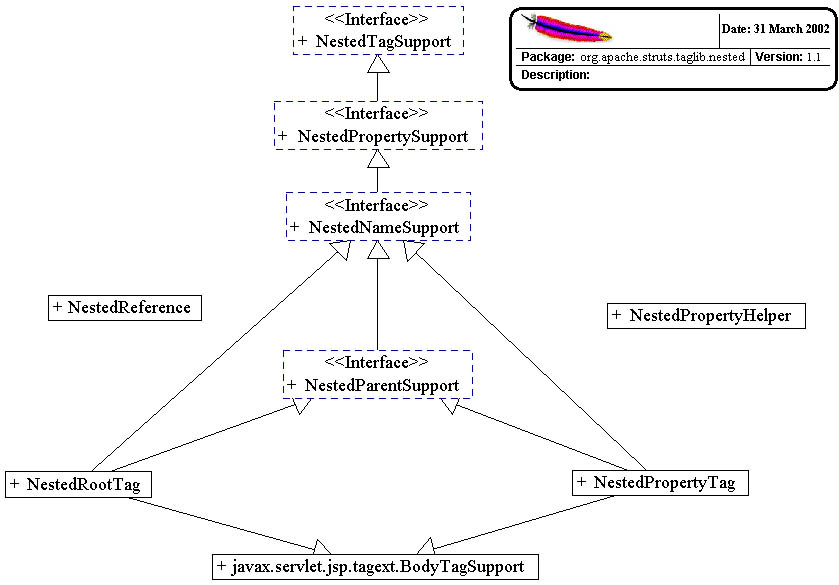 <<Interface>>
+ NestedTagSupport
Date: 31 March 2002
Package: org.apache.struts.taglib.nested Version: 1.1
Description:
<<Interface>>
+ NestedPropertySupport
<<Interface>>
+ NestedNameSupport
+ NestedReference
+ NestedPropertyHelper
<<Interface>>
+ NestedParentSupport
+ NestedRootTag
+ NestedPropertyTag
+ javax.servlet.jsp.tagext.BodyTagSupport